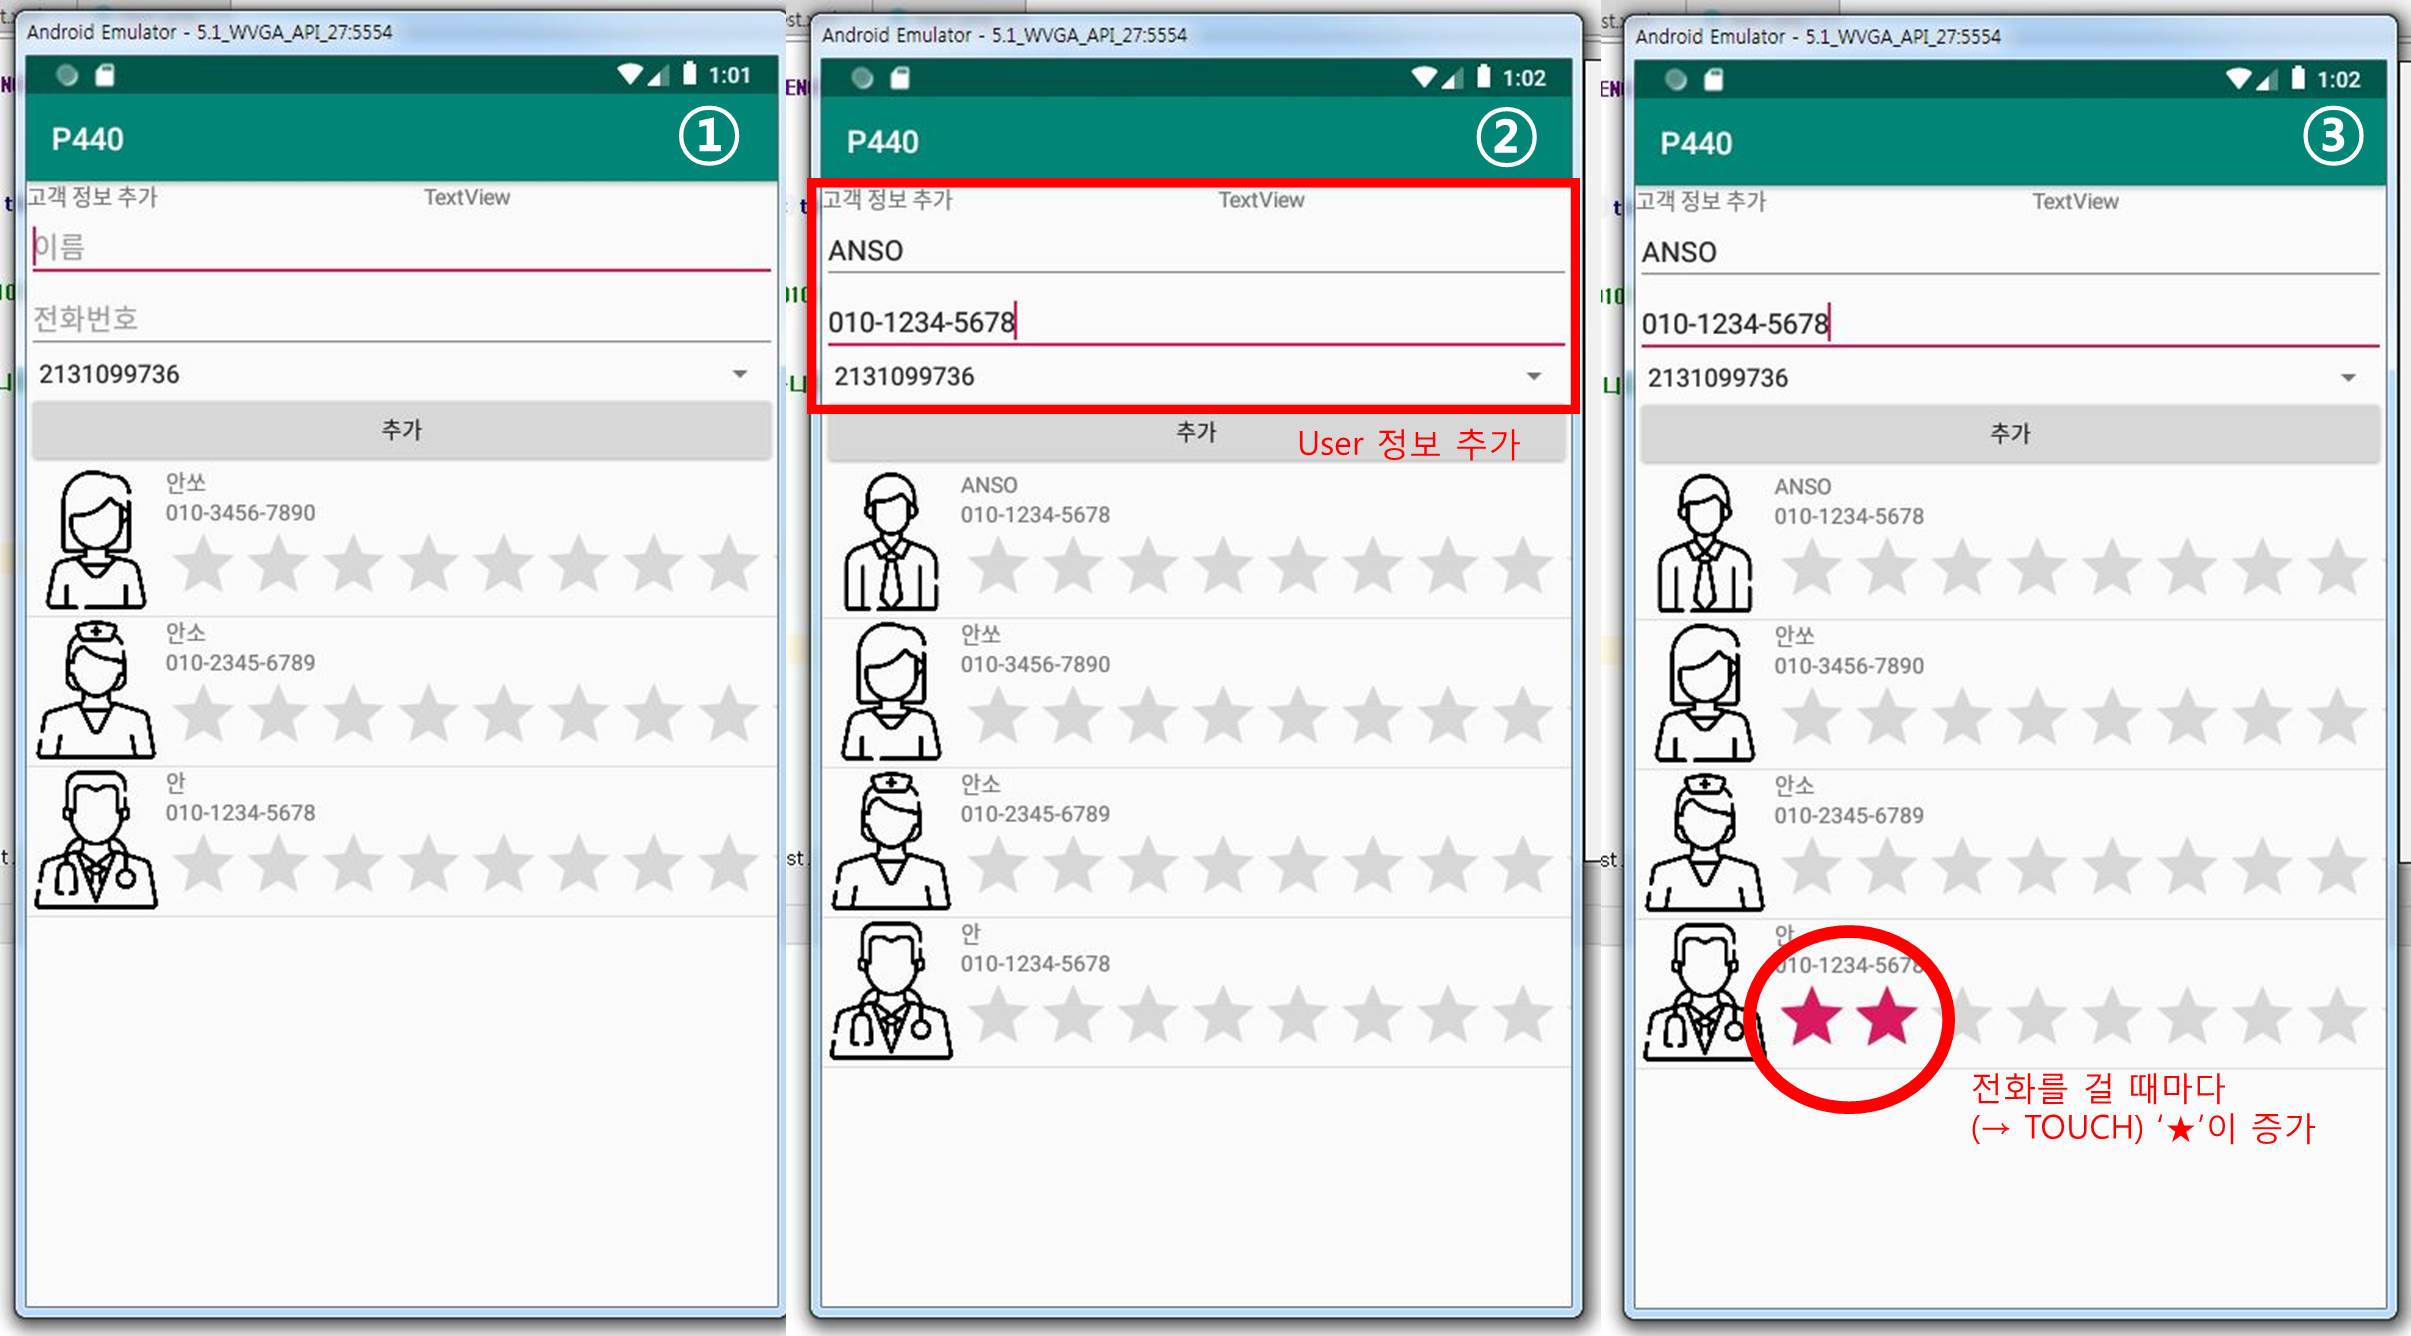 Android Emulator - 5.1_WVGA_API_27:5554
1:01
P440
①
고객 정보 추가
TextView
이름
전화번호
2131099736
추가
안쏘
010-3456-7890
안소
010-2345-6789
안
010-1234-5678
Android Emulator - 5.1_WVGA_API_27:5554
1:02
P440
②
고객 정보 추가
TextView
ANSO
010-1234-5678
2131099736
추가
User 정보 추가
ANSO
010-1234-5678
안쏘
010-3456-7890
안소
010-2345-6789
안
010-1234-5678
Android Emulator - 5.1_WVGA_API_27:5554
1:02
P440
③
고객 정보 추가
TextView
ANSO
010-1234-5678
2131099736
추가
ANSO
010-1234-5678
안쏘
010-3456-7890
안소
010-2345-6789
안
010-1234-5678
전화를 걸 때마다
(→ TOUCH) ‘★’이 증가